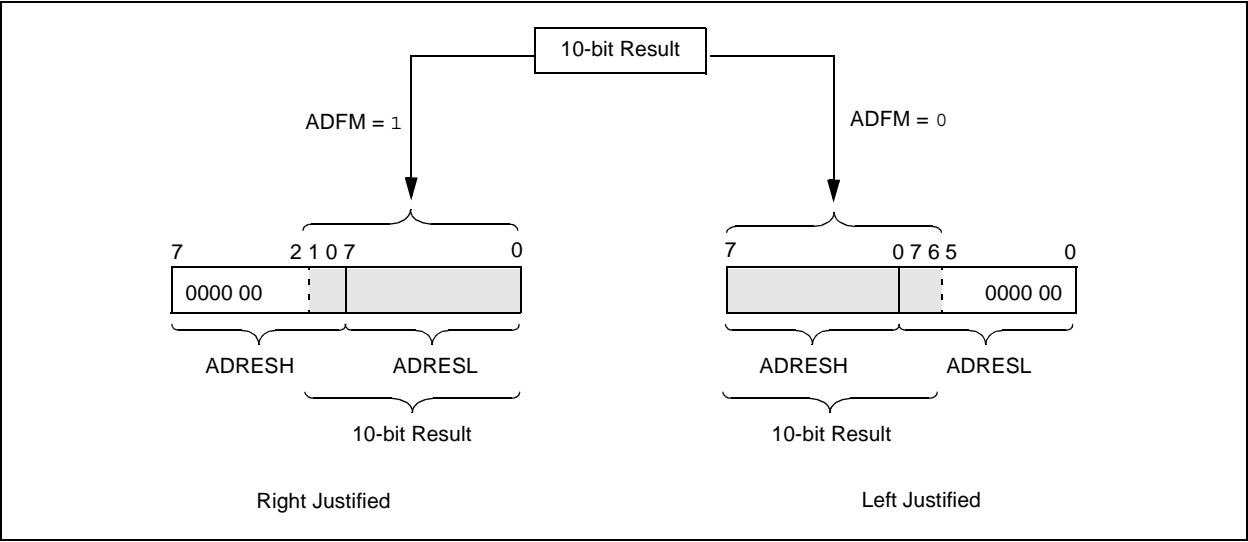 10-bit Result
ADFM = 1
ADFM = 0
7 2 1 0 7 0
7 0 7 6 5 0
0000 00
0000 00
ADRESH ADRESL
ADRESH ADRESL
10-bit Result
10-bit Result
Right Justified
Left Justified